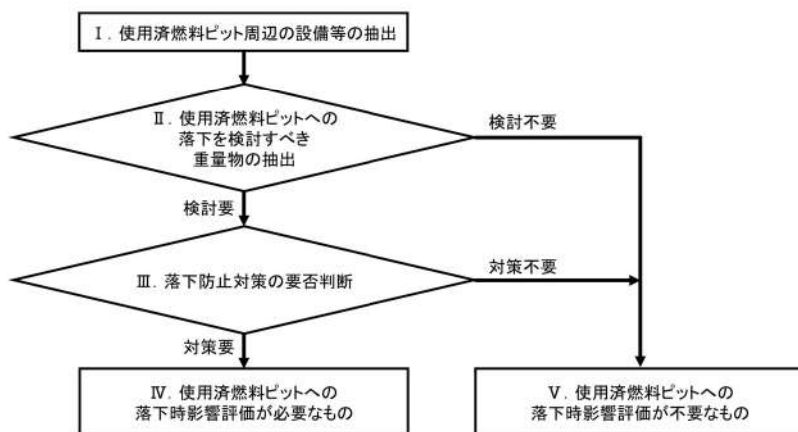 Ⅰ. 使用済燃料ピット周辺の設備等の抽出
Ⅱ. 使用済燃料ピットへの
落下を検討すべき
重量物の抽出
検討不要
検討要
Ⅲ. 落下防止対策の要否判断
対策不要
対策要
Ⅳ. 使用済燃料ピットへの
落下時影響評価が必要なもの
Ⅴ. 使用済燃料ピットへの
落下時影響評価が不要なもの